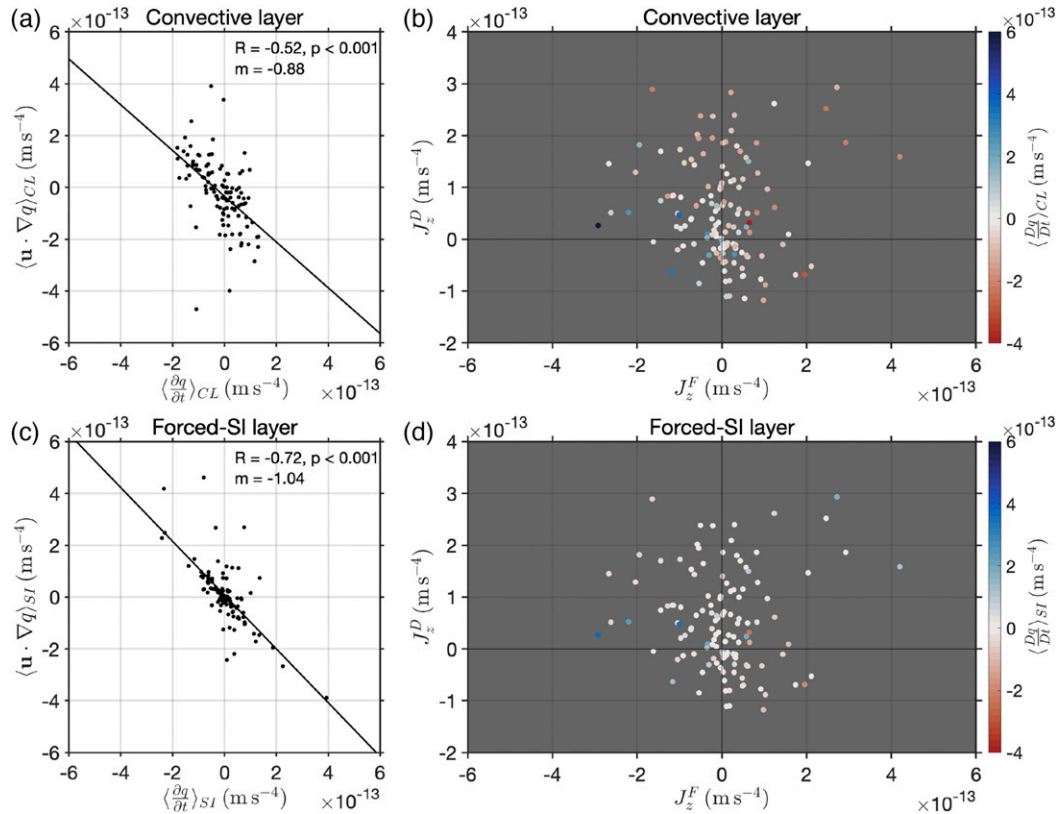 (a)
×10⁻¹³
Convective layer
R = -0.52, p < 0.001
m = -0.88
6
4
2
0
-2
-4
-6
⟨u · ∇q⟩_CL (m s⁻⁴)
-6 -4 -2 0 2 4 6
⟨∂q/∂t⟩_CL (m s⁻⁴)
×10⁻¹³
(b)
×10⁻¹³
Convective layer
4
3
2
1
0
-1
-2
J_z^D (m s⁻⁴)
-6 -4 -2 0 2 4 6
J_z^F (m s⁻⁴)
×10⁻¹³
×10⁻¹³
6
4
2
0
-2
-4
⟨Dq/Dt⟩_CL (m s⁻⁴)
(c)
×10⁻¹³
Forced-SI layer
R = -0.72, p < 0.001
m = -1.04
6
4
2
0
-2
-4
-6
⟨u · ∇q⟩_SI (m s⁻⁴)
-6 -4 -2 0 2 4 6
⟨∂q/∂t⟩_SI (m s⁻⁴)
×10⁻¹³
(d)
×10⁻¹³
Forced-SI layer
4
3
2
1
0
-1
-2
J_z^D (m s⁻⁴)
-6 -4 -2 0 2 4 6
J_z^F (m s⁻⁴)
×10⁻¹³
×10⁻¹³
6
4
2
0
-2
-4
⟨Dq/Dt⟩_SI (m s⁻⁴)